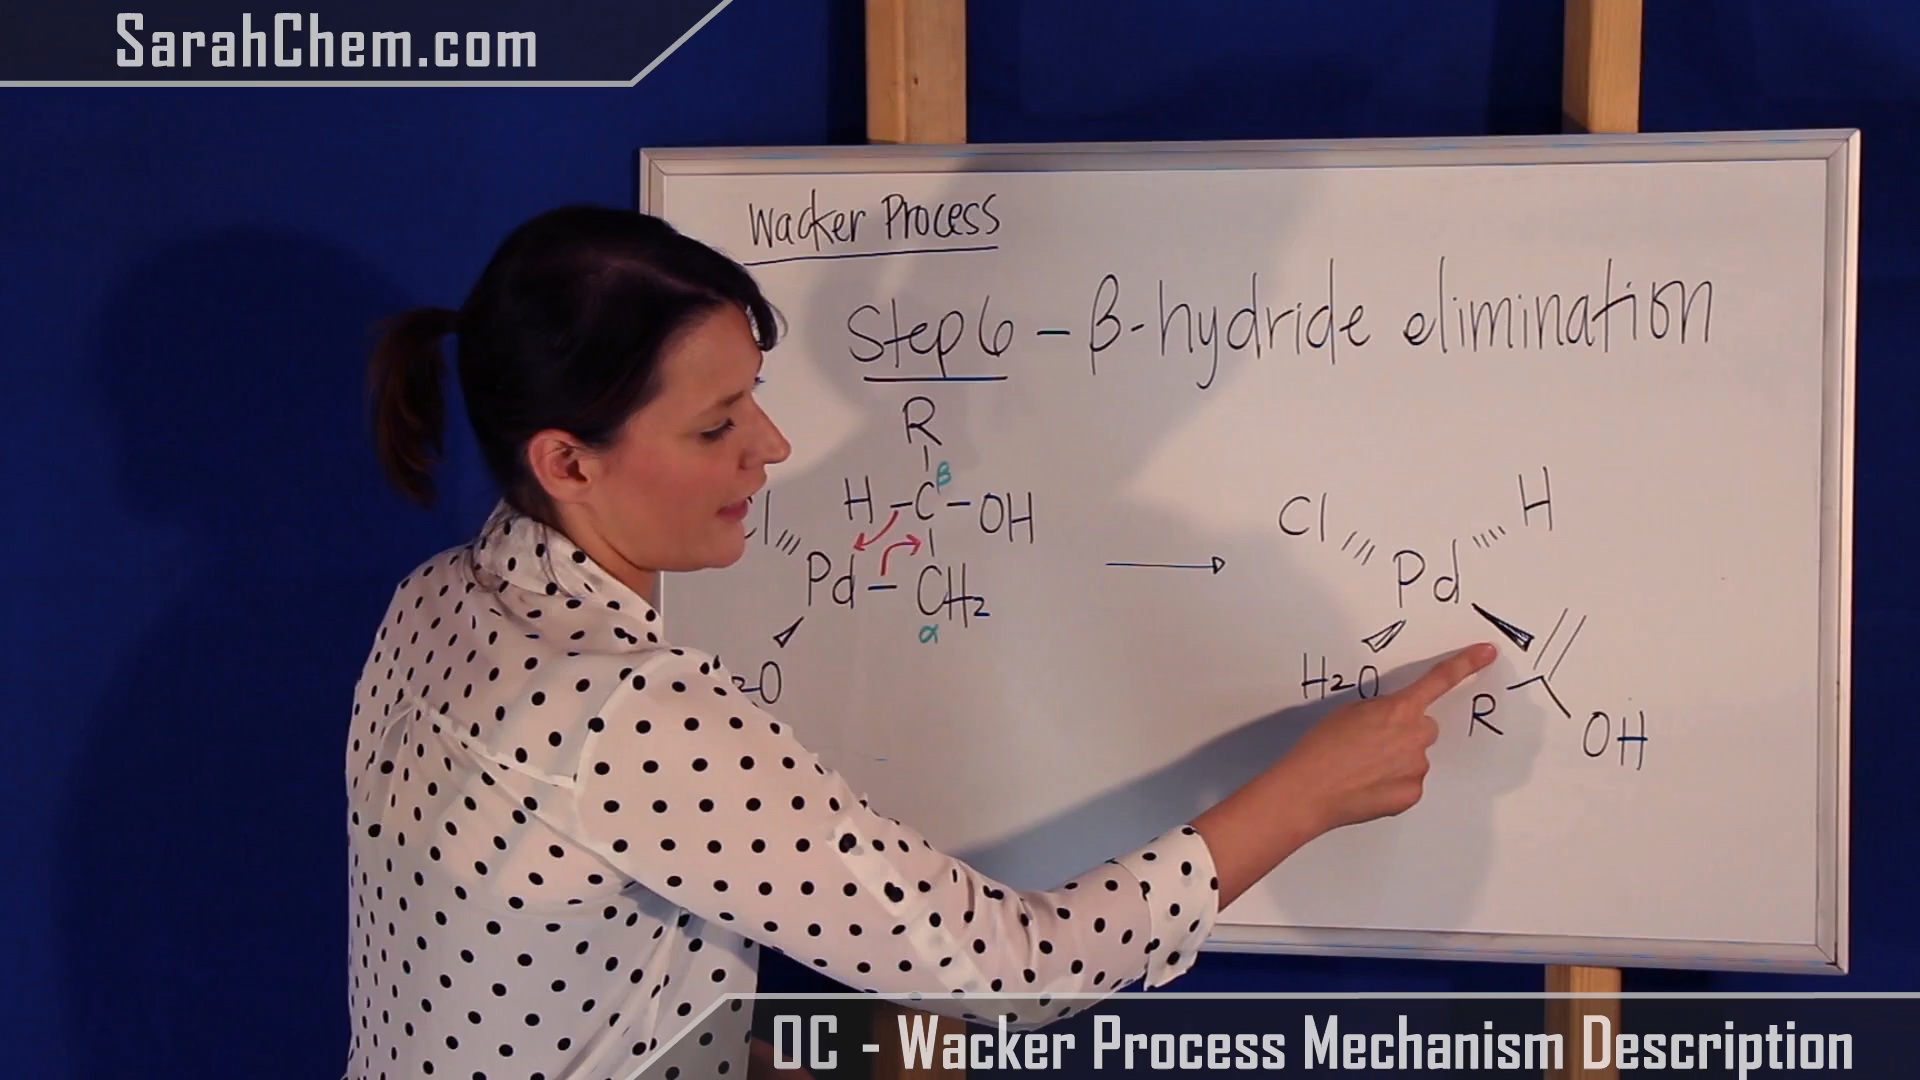 SarahChem.com
Wacker Process
Step 6 - β-hydride elimination
R
β
H - C - OH
Pd - CH2
α
Cl
H
Pd
H2O
R
OH
OC - Wacker Process Mechanism Description